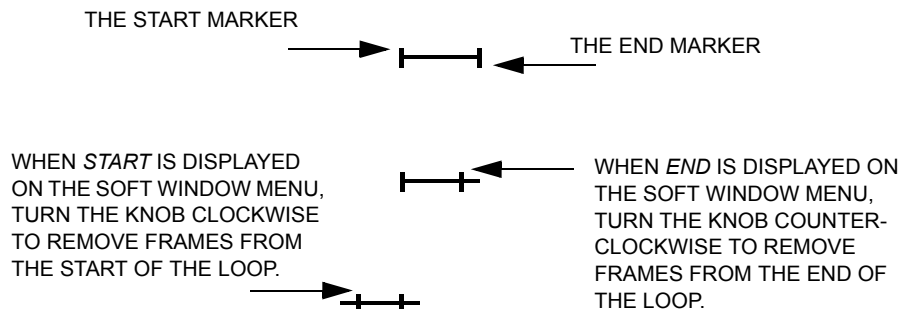 THE START MARKER
THE END MARKER
WHEN START IS DISPLAYED
ON THE SOFT WINDOW MENU,
TURN THE KNOB CLOCKWISE
TO REMOVE FRAMES FROM
THE START OF THE LOOP.
WHEN END IS DISPLAYED ON
THE SOFT WINDOW MENU,
TURN THE KNOB COUNTER-
CLOCKWISE TO REMOVE
FRAMES FROM THE END OF
THE LOOP.